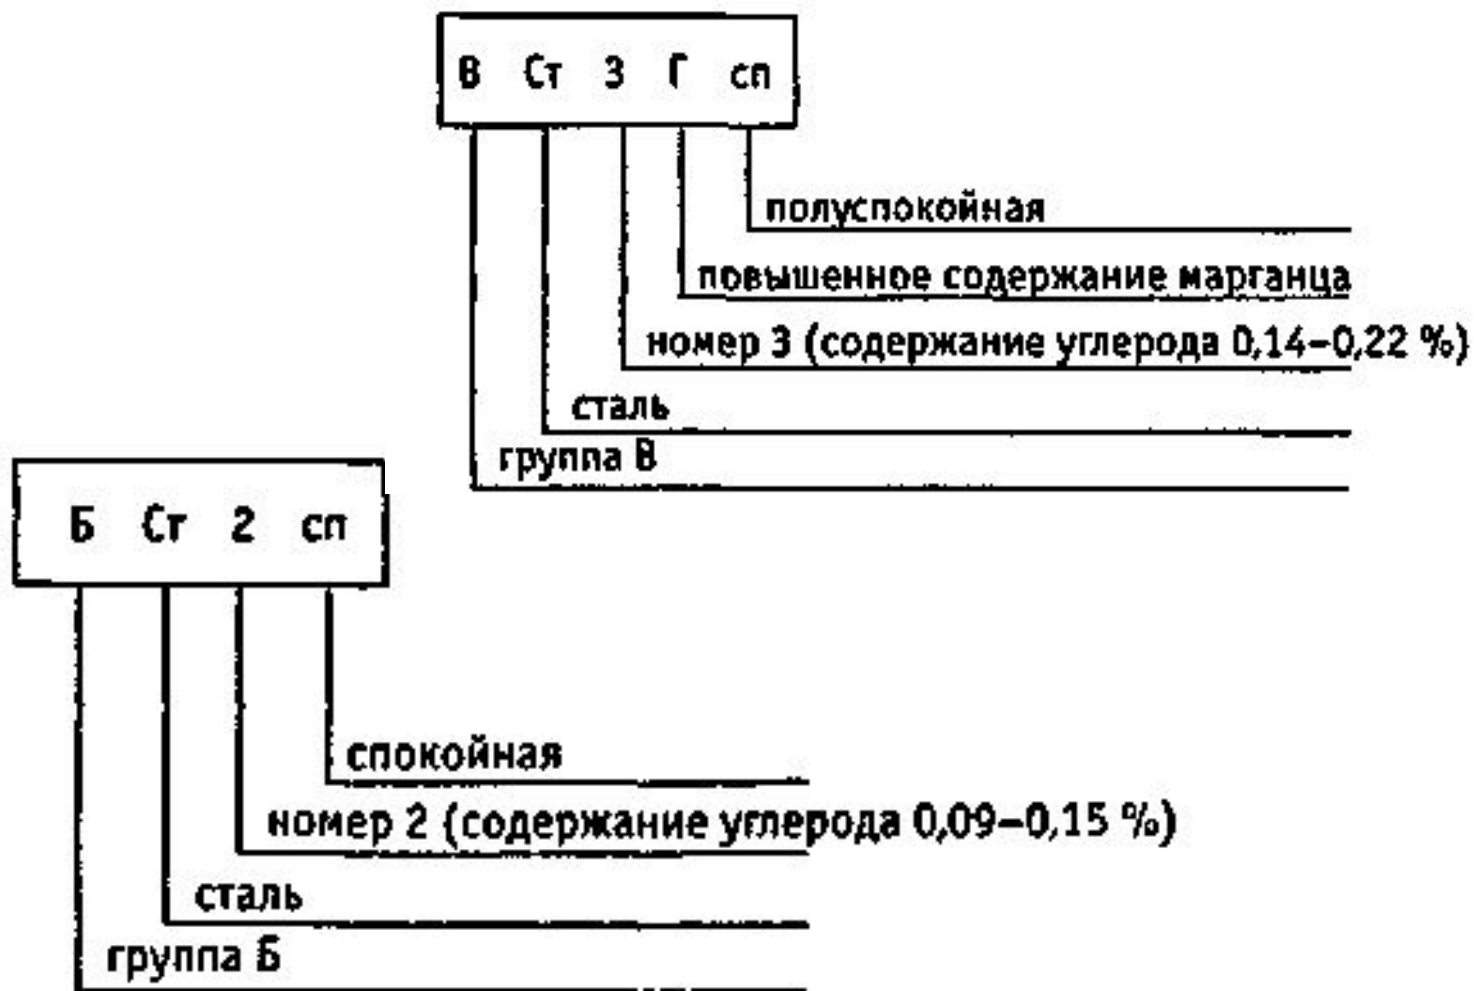 В Ст 3 Г сп
полуспокойная
повышенное содержание марганца
номер 3 (содержание углерода 0,14–0,22 %)
сталь
группа В
Б Ст 2 сп
спокойная
номер 2 (содержание углерода 0,09–0,15 %)
сталь
группа Б